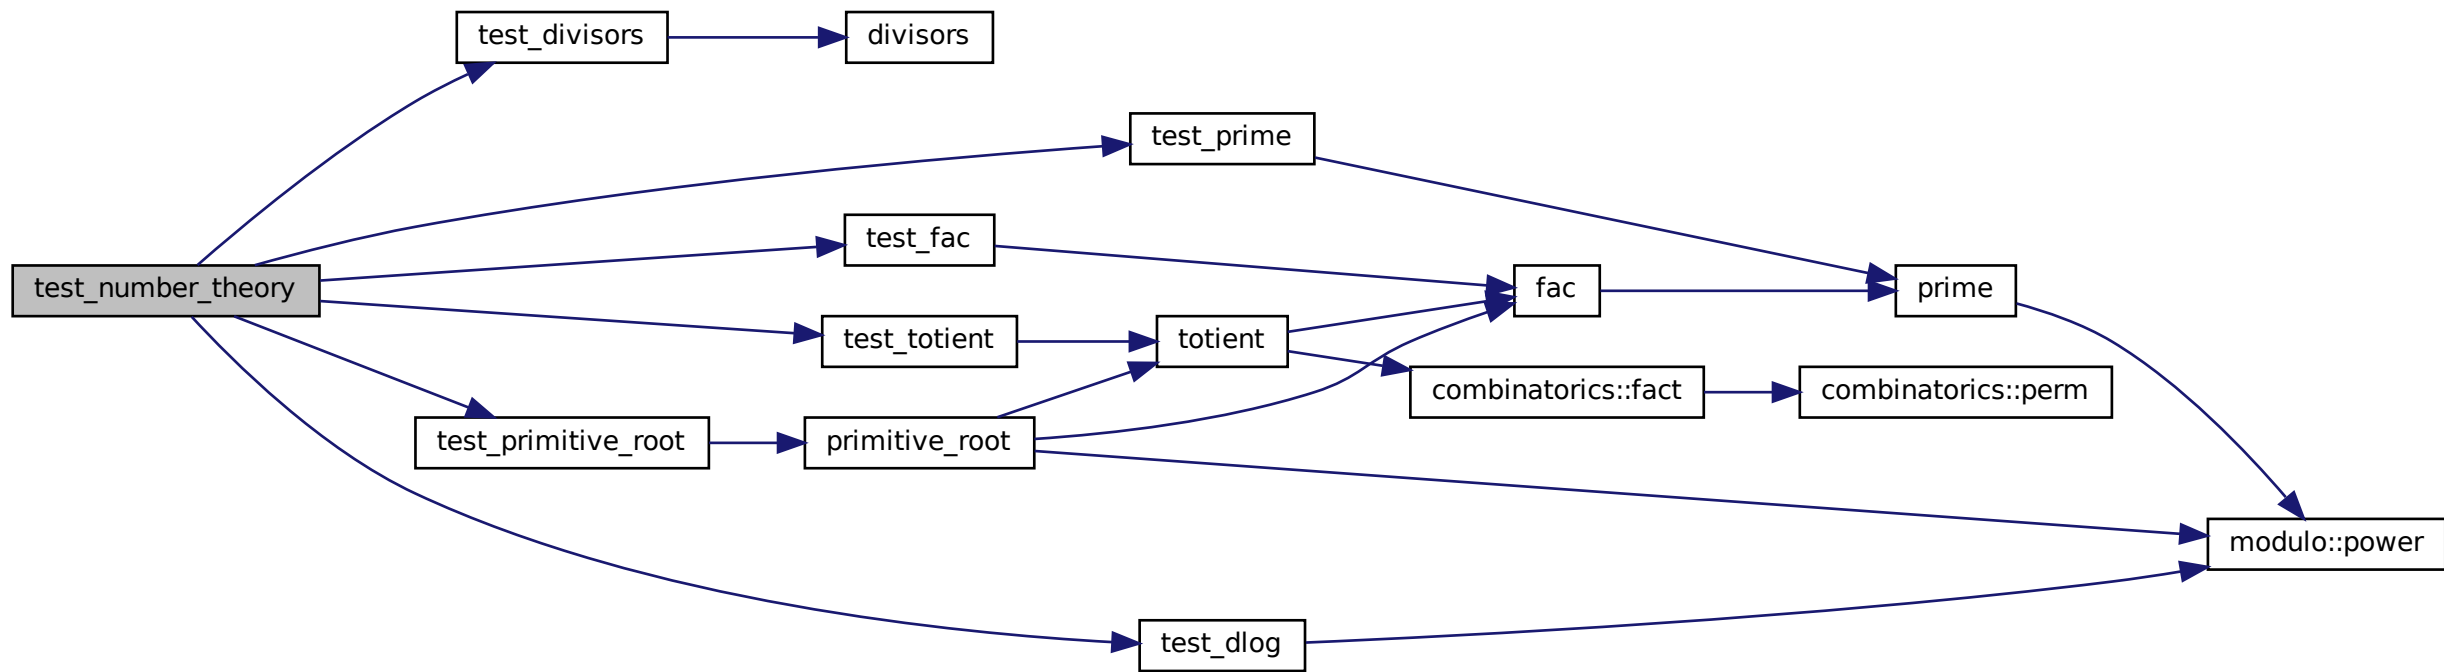 test_divisors
divisors
test_prime
test_fac
test_number_theory
fac
prime
test_totient
totient
combinatorics::fact
combinatorics::perm
test_primitive_root
primitive_root
modulo::power
test_dlog